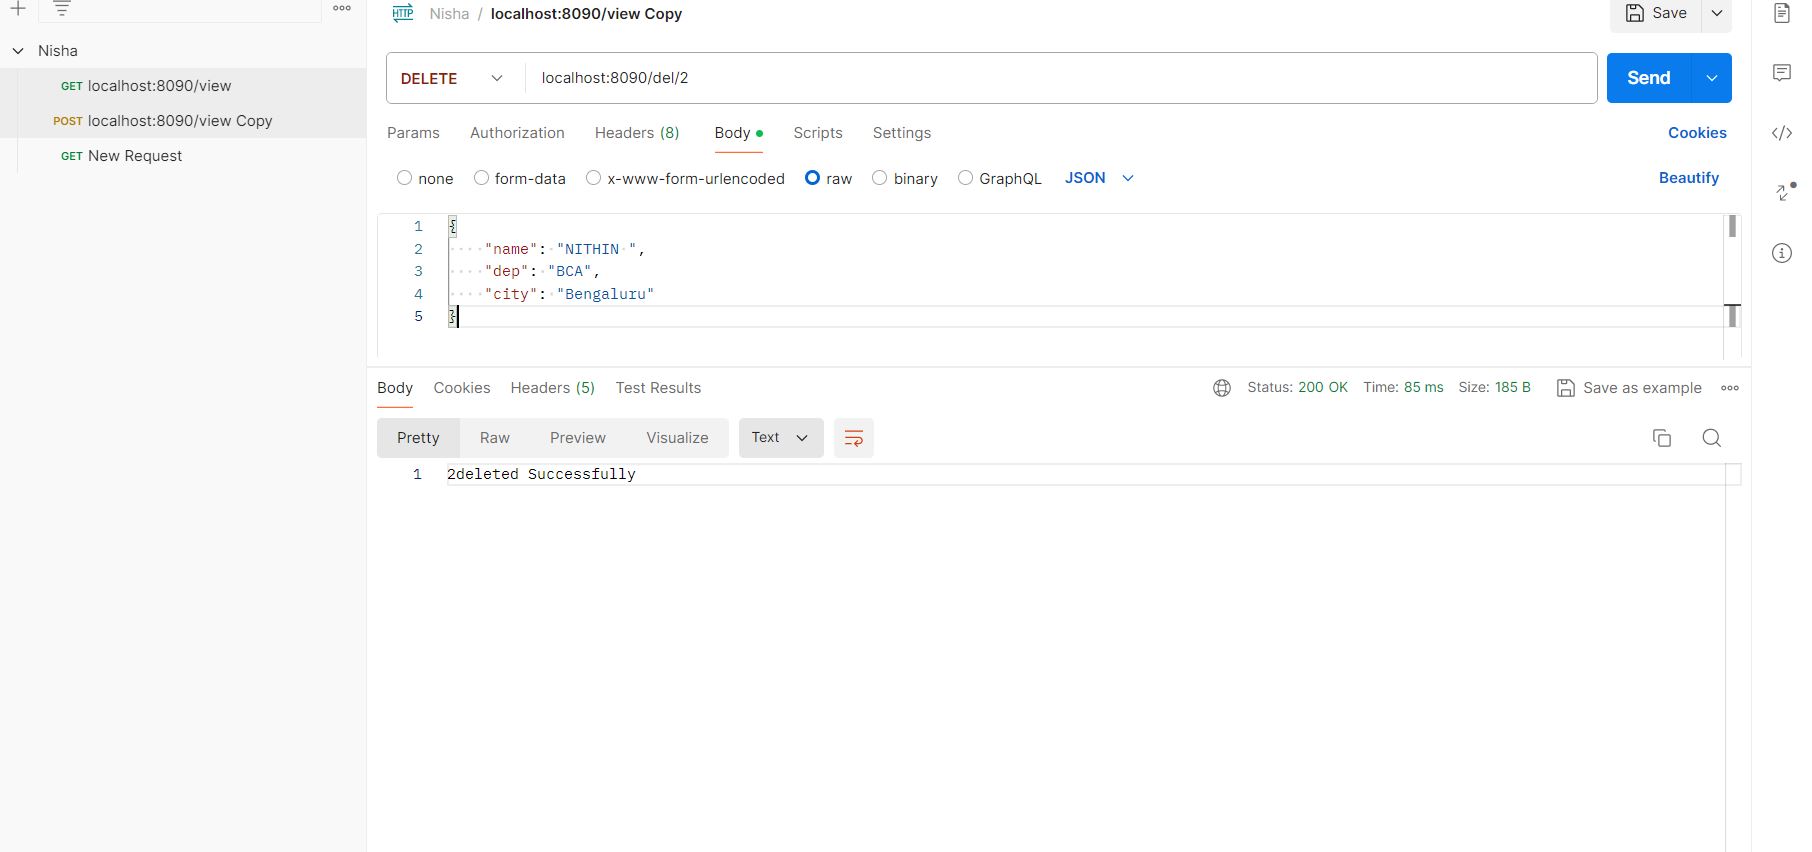 HTTP Nisha / localhost:8090/view Copy Save
Nisha
GET localhost:8090/view
POST localhost:8090/view Copy
GET New Request
DELETE localhost:8090/del/2 Send
Params Authorization Headers (8) Body Scripts Settings Cookies
none form-data x-www-form-urlencoded raw binary GraphQL JSON Beautify
1 {
2 "name": "NITHIN ",
3 "dep": "BCA",
4 "city": "Bengaluru"
5 }
Body Cookies Headers (5) Test Results Status: 200 OK Time: 85 ms Size: 185 B Save as example
Pretty Raw Preview Visualize Text
1 2deleted Successfully